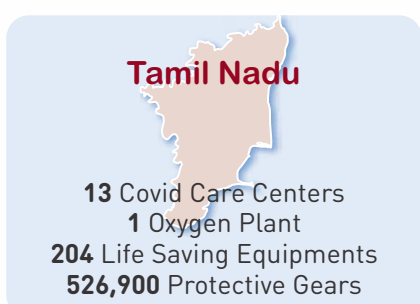 Tamil Nadu
13 Covid Care Centers
1 Oxygen Plant
204 Life Saving Equipments
526,900 Protective Gears